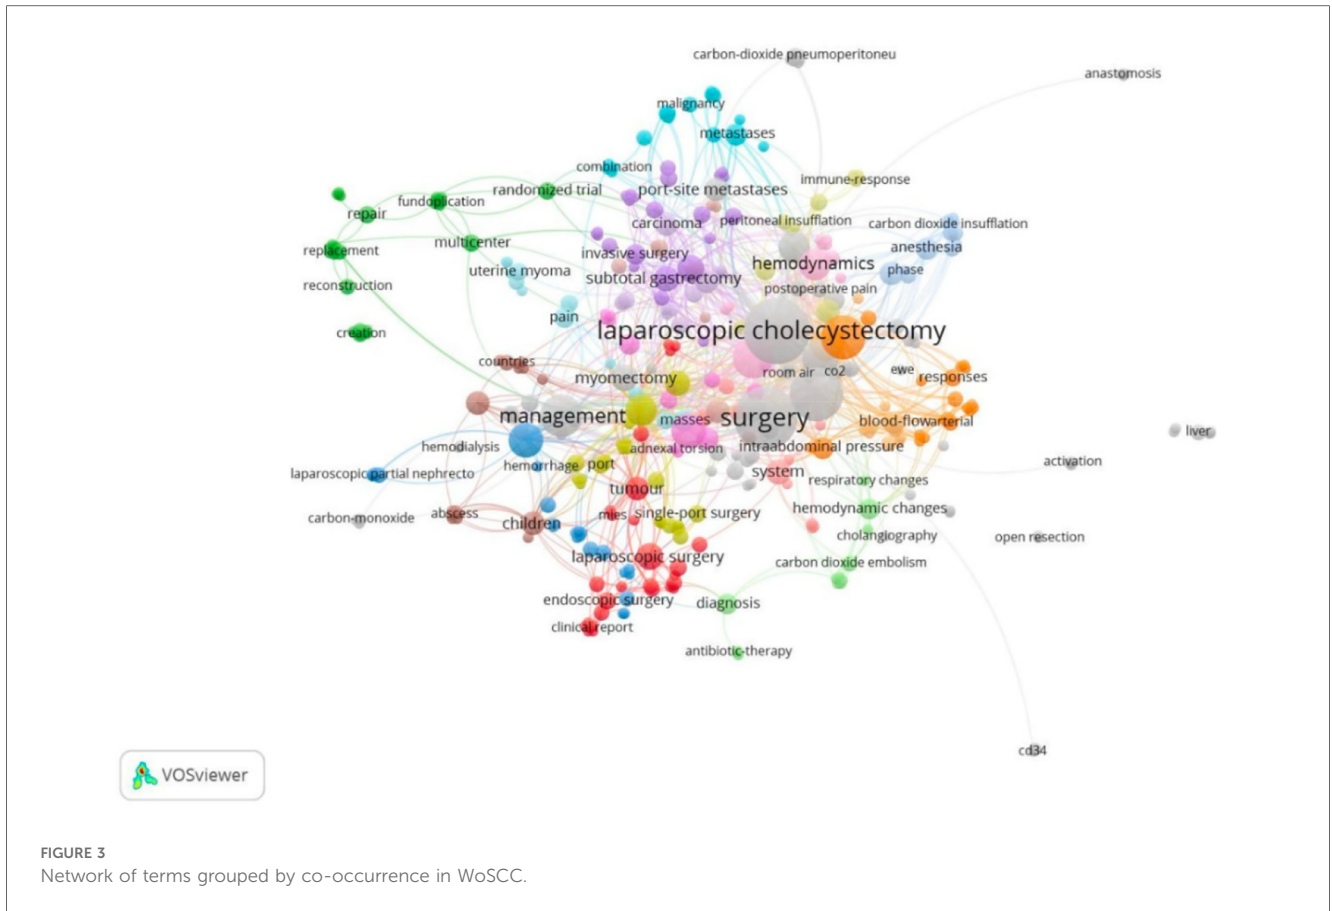 carbon-dioxide pneumoperitoneu
anastomosis
malignancy
metastases
combination
immune-response
randomized trial
port-site metastases
fundoplication
repair
carcinoma
peritoneal insufflation
carbon dioxide insufflation
multicenter
anesthesia
replacement
invasive surgery
hemodynamics
phase
uterine myoma
subtotal gastrectomy
reconstruction
postoperative pain
pain
creation
laparoscopic cholecystectomy
countries
room air
co2
ewe
responses
myomectomy
management
masses
surgery
blood-flow
arterial
liver
hemodialysis
adnexal torsion
intraabdominal pressure
activation
hemorrhage
port
laparoscopic partial nephrecto
system
respiratory changes
tumour
hemodynamic changes
carbon-monoxide
abscess
children
mies
single-port surgery
cholangiography
open resection
laparoscopic surgery
carbon dioxide embolism
endoscopic surgery
diagnosis
clinical report
antibiotic-therapy
cd34
VOSviewer
FIGURE 3
Network of terms grouped by co-occurrence in WoSCC.